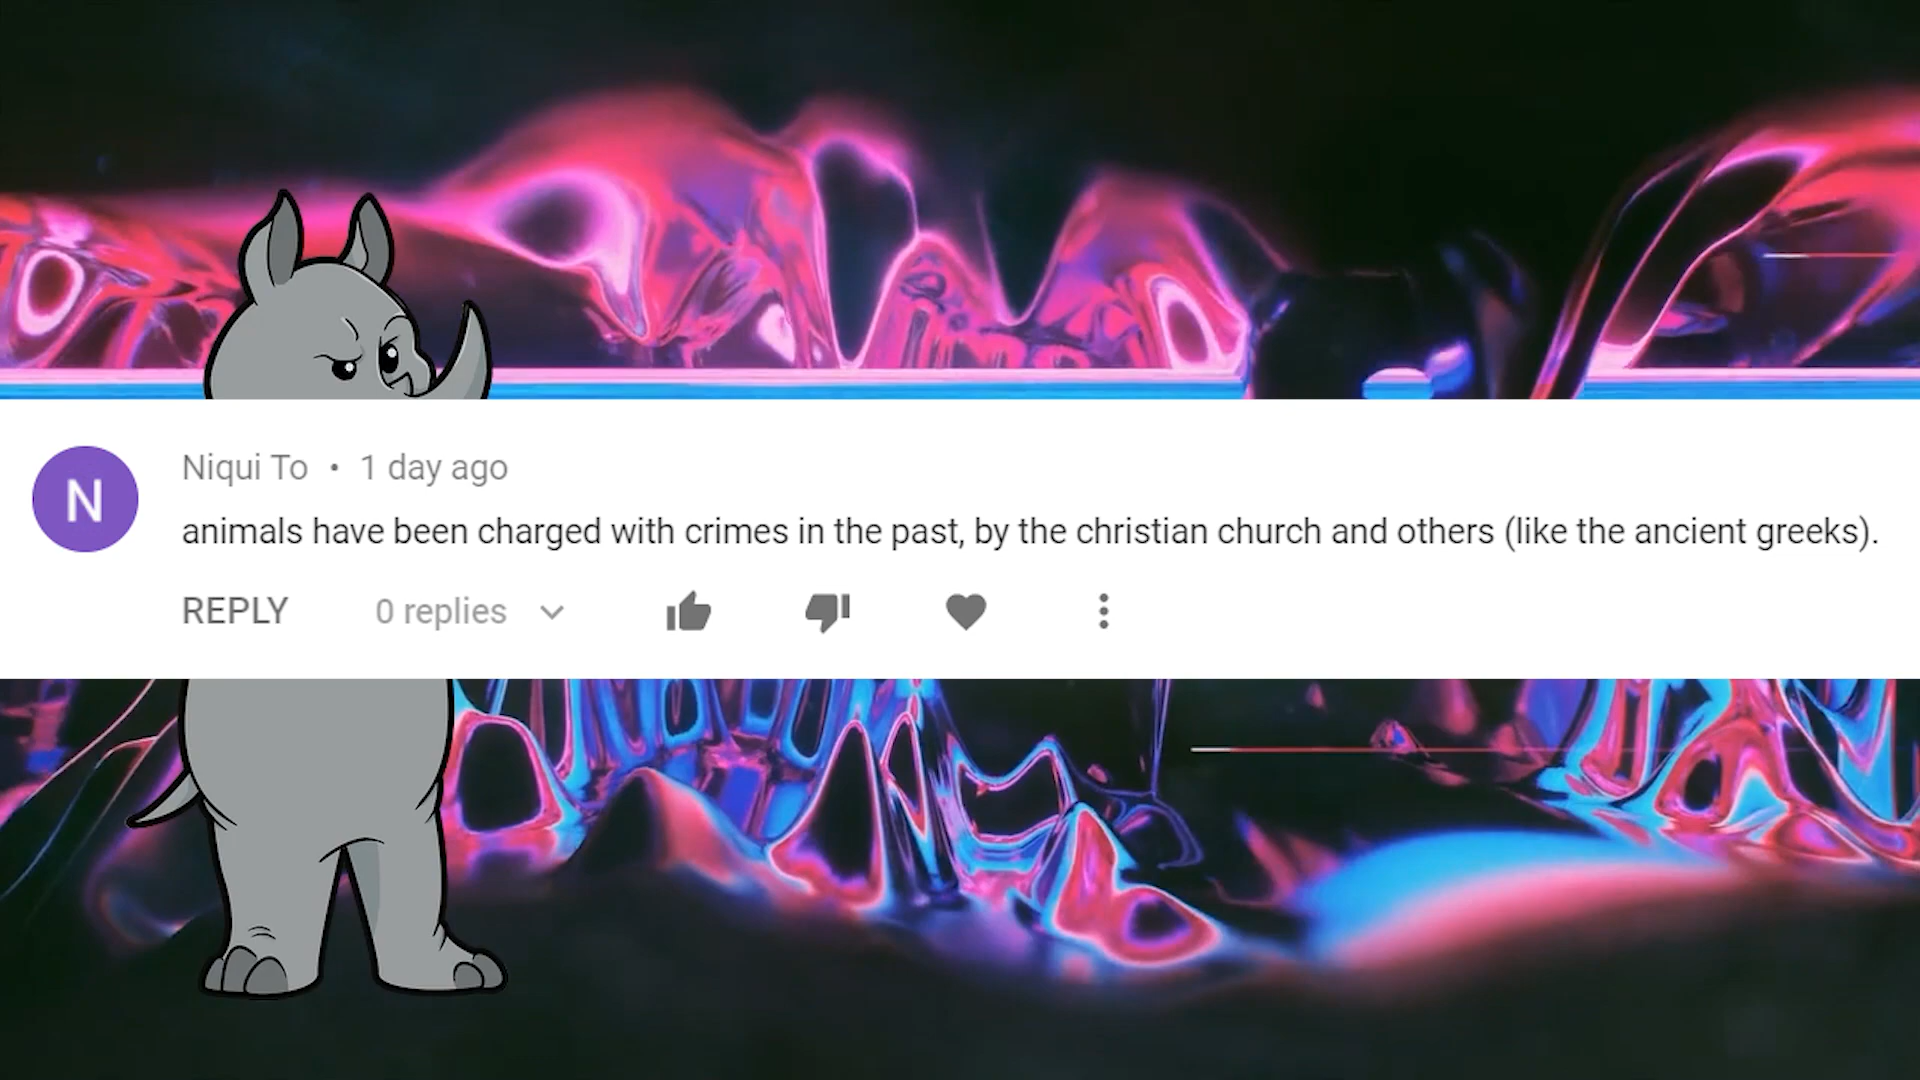 N
Niqui To • 1 day ago
animals have been charged with crimes in the past, by the christian church and others (like the ancient greeks).
REPLY 0 replies